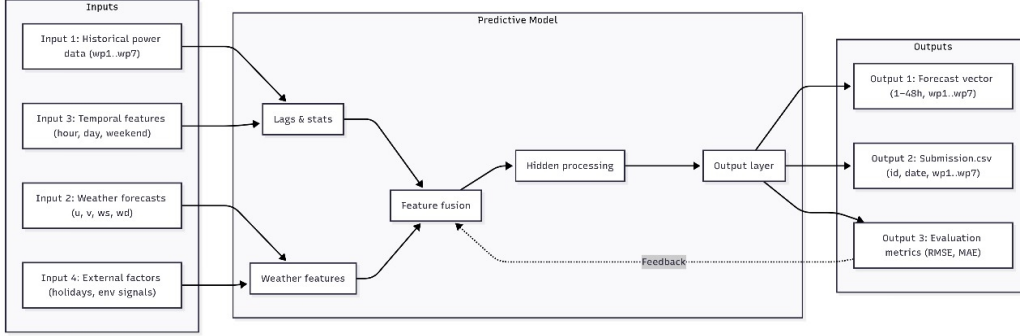 Inputs
Input 1: Historical power
data (wp1..wp7)
Input 3: Temporal features
(hour, day, weekend)
Input 2: Weather forecasts
(u, v, ws, wd)
Input 4: External factors
(holidays, env signals)
Predictive Model
Lags & stats
Weather features
Feature fusion
Hidden processing
Output layer
Feedback
Outputs
Output 1: Forecast vector
(1–48h, wp1..wp7)
Output 2: Submission.csv
(id, date, wp1..wp7)
Output 3: Evaluation
metrics (RMSE, MAE)